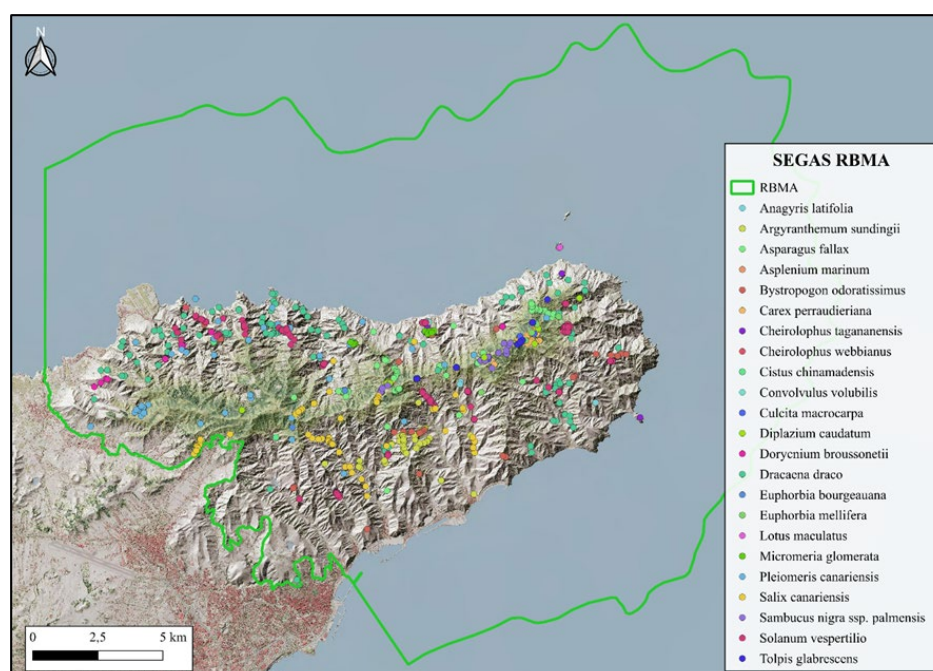 N
SEGAS RBMA
RBMA
Anagyris latifolia
Argyranthemum sundingii
Asparagus fallax
Asplenium marinum
Bystropogon odoratissimus
Carex perraudieriana
Cheirolophus tagananensis
Cheirolophus webbianus
Cistus chinamadensis
Convolvulus volubilis
Culcita macrocarpa
Diplazium caudatum
Dorycnium broussonetii
Dracaena draco
Euphorbia bourgeauana
Euphorbia mellifera
Lotus maculatus
Micromeria glomerata
Pleiomeris canariensis
Salix canariensis
Sambucus nigra ssp. palmensis
Solanum vespertilio
Tolpis glabrescens
0 2,5 5 km